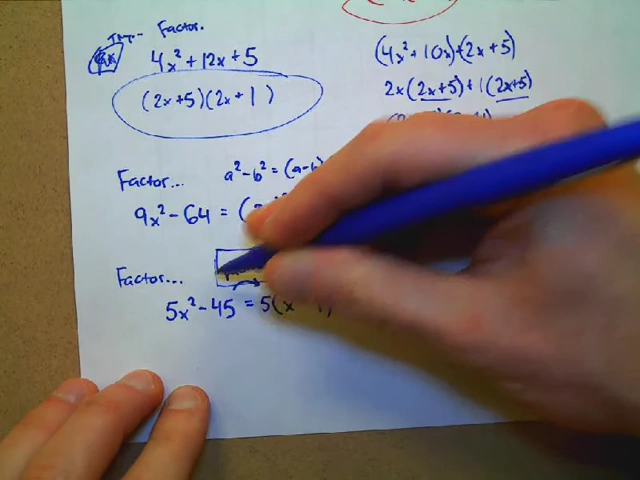 Factor.
4x² + 12x + 5
(2x + 5)(2x + 1)
(4x² + 10x) + (2x + 5)
2x(2x+5) + 1(2x+5)
Factor... a² - b² = (a - b)
9x² - 64 = (
Factor...
5x² - 45 = 5(x